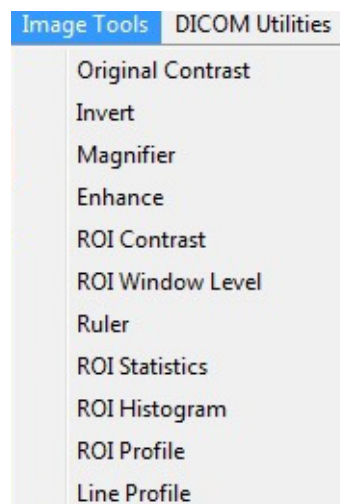 Image Tools DICOM Utilities
Original Contrast
Invert
Magnifier
Enhance
ROI Contrast
ROI Window Level
Ruler
ROI Statistics
ROI Histogram
ROI Profile
Line Profile